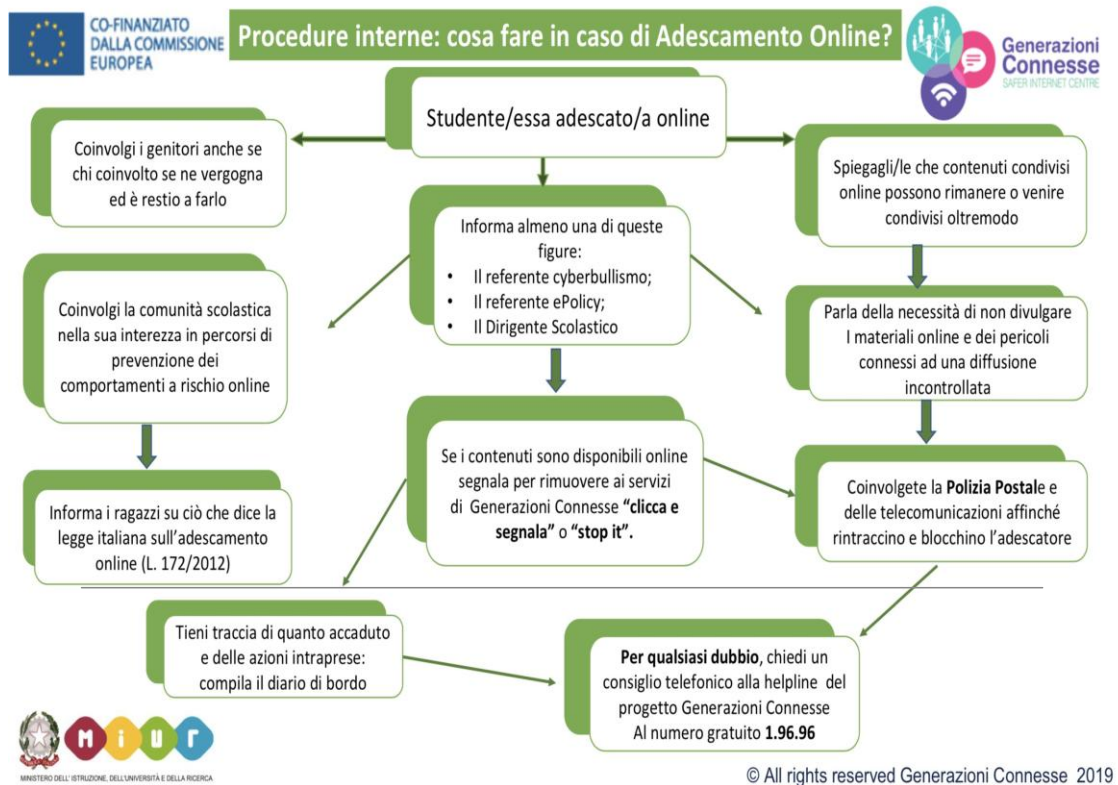 CO-FINANZIATO
DALLA COMMISSIONE
EUROPEA
Procedure interne: cosa fare in caso di Adescamento Online?
Generazioni
Connesse
SAFER INTERNET CENTRE
Studente/essa adescato/a online
Coinvolgi i genitori anche se
chi coinvolto se ne vergogna
ed è restio a farlo
Spiegagli/le che contenuti condivisi
online possono rimanere o venire
condivisi oltremodo
Informa almeno una di queste
figure:
• Il referente cyberbullismo;
• Il referente ePolicy;
• Il Dirigente Scolastico
Coinvolgi la comunità scolastica
nella sua interezza in percorsi di
prevenzione dei
comportamenti a rischio online
Parla della necessità di non divulgare
I materiali online e dei pericoli
connessi ad una diffusione
incontrollata
Se i contenuti sono disponibili online
segnala per rimuovere ai servizi
di Generazioni Connesse “clicca e
segnala” o “stop it”.
Informa i ragazzi su ciò che dice la
legge italiana sull’adescamento
online (L. 172/2012)
Coinvolgete la Polizia Postale e
delle telecomunicazioni affinché
rintraccino e blocchino l’adescatore
Tieni traccia di quanto accaduto
e delle azioni intraprese:
compila il diario di bordo
Per qualsiasi dubbio, chiedi un
consiglio telefonico alla helpline del
progetto Generazioni Connesse
Al numero gratuito 1.96.96
MiUr
MINISTERO DELL' ISTRUZIONE, DELL'UNIVERSITÀ E DELLA RICERCA
© All rights reserved Generazioni Connesse 2019